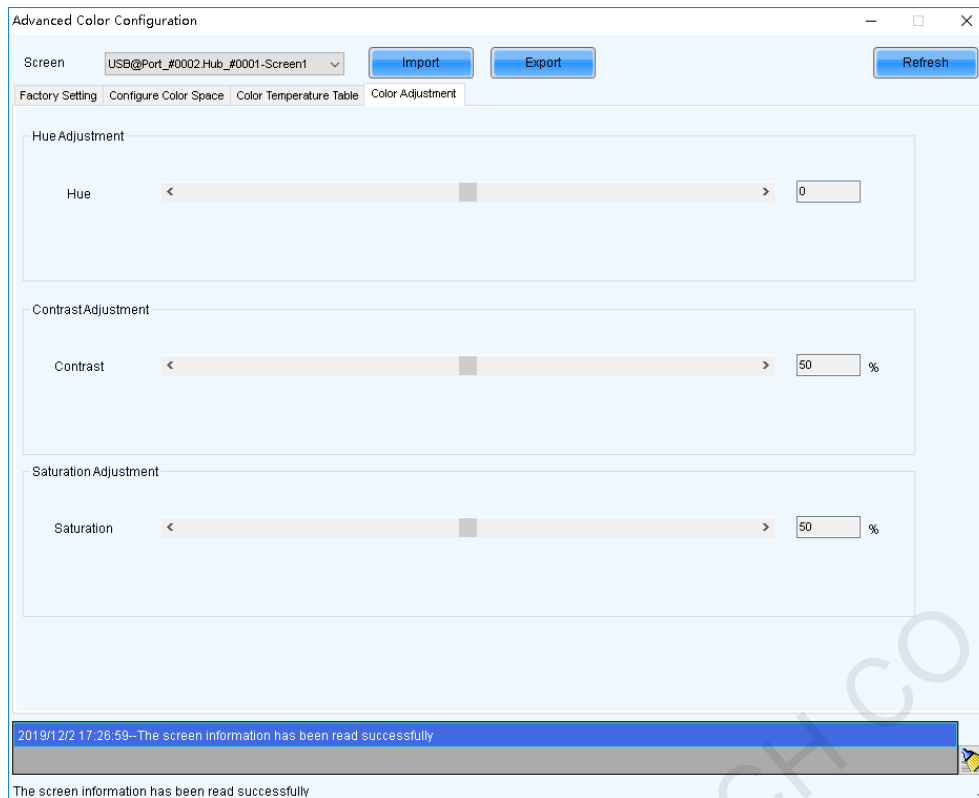 Advanced Color Configuration
Screen USB@Port_#0002.Hub_#0001-Screen1 Import Export Refresh
Factory Setting Configure Color Space Color Temperature Table Color Adjustment
Hue Adjustment
Hue 0
Contrast Adjustment
Contrast 50 %
Saturation Adjustment
Saturation 50 %
GH CO
2019/12/2 17:26:59--The screen information has been read successfully
The screen information has been read successfully